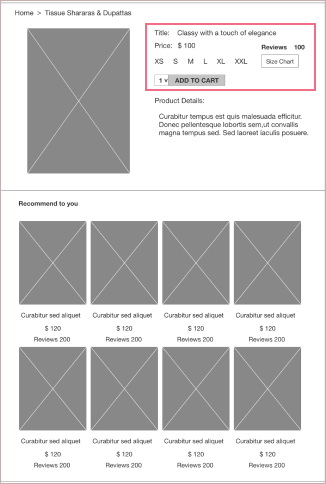 Home > Tissue Shararas & Dupattas
Title: Classy with a touch of elegance
Price: $ 100
Reviews 100
XS S M L XL XXL
Size Chart
1 v ADD TO CART
Product Details:
Curabitur tempus est quis malesuada efficitur.
Donec pellentesque lobortis sem,ut convallis
magna tempus sed. Sed laoreet iaculis posuere.
Recommend to you
Curabitur sed aliquet Curabitur sed aliquet Curabitur sed aliquet Curabitur sed aliquet
$ 120 $ 120 $ 120 $ 120
Reviews 200 Reviews 200 Reviews 200 Reviews 200
Curabitur sed aliquet Curabitur sed aliquet Curabitur sed aliquet Curabitur sed aliquet
$ 120 $ 120 $ 120 $ 120
Reviews 200 Reviews 200 Reviews 200 Reviews 200